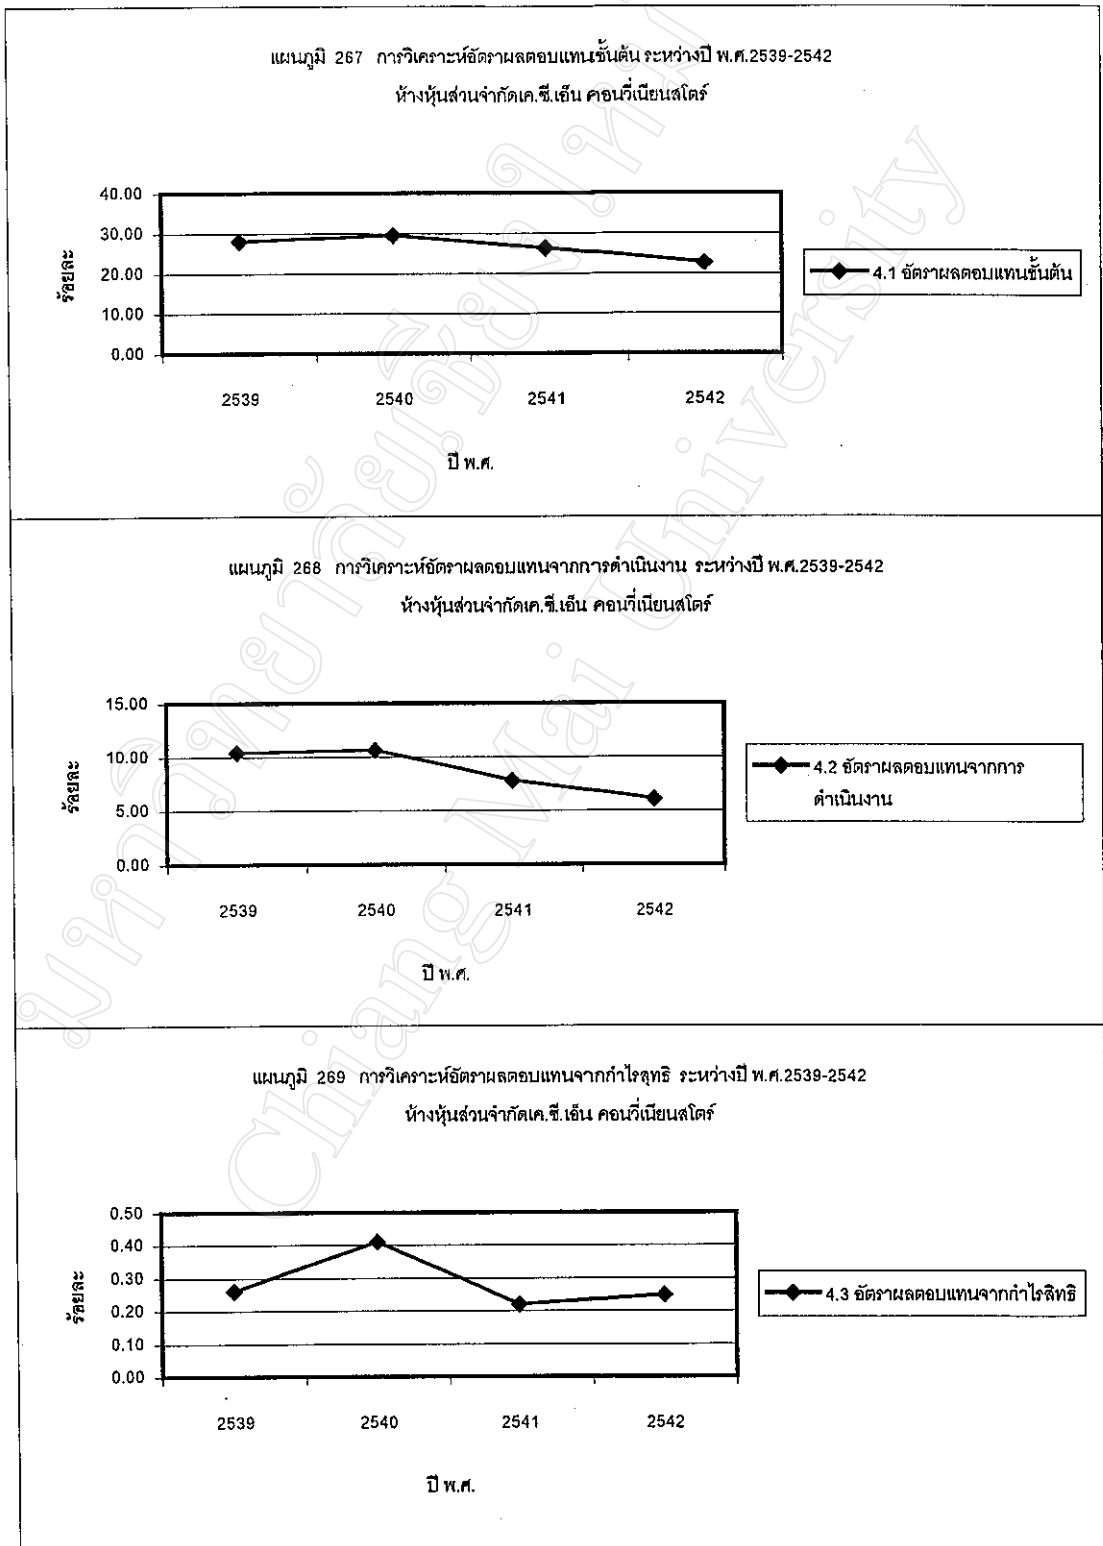 แผนภูมิ 267 การวิเคราะห์อัตราผลตอบแทนขั้นต้น ระหว่างปี พ.ศ.2539-2542
ห้างหุ้นส่วนจำกัดเค.ซี.เอ็น คอนวี่เนียนสโตร์
40.00
30.00
20.00
10.00
0.00
ร้อยละ
2539 2540 2541 2542
ปี พ.ศ.
4.1 อัตราผลตอบแทนขั้นต้น
แผนภูมิ 268 การวิเคราะห์อัตราผลตอบแทนจากการดำเนินงาน ระหว่างปี พ.ศ.2539-2542
ห้างหุ้นส่วนจำกัดเค.ซี.เอ็น คอนวี่เนียนสโตร์
15.00
10.00
5.00
0.00
ร้อยละ
2539 2540 2541 2542
ปี พ.ศ.
4.2 อัตราผลตอบแทนจากการ
ดำเนินงาน
แผนภูมิ 269 การวิเคราะห์อัตราผลตอบแทนจากกำไรสุทธิ ระหว่างปี พ.ศ.2539-2542
ห้างหุ้นส่วนจำกัดเค.ซี.เอ็น คอนวี่เนียนสโตร์
0.50
0.40
0.30
0.20
0.10
0.00
ร้อยละ
2539 2540 2541 2542
ปี พ.ศ.
4.3 อัตราผลตอบแทนจากกำไรสิทธิ
มหาวิทยาลัยเชียงใหม่
Chiang Mai University